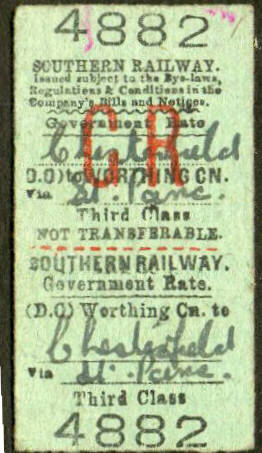 4882
SOUTHERN RAILWAY.
Issued subject to the Bye-laws,
Regulations & Conditions in the
Company's Bills and Notices.
Government Rate
Chesterfield
GR
(D.O) to WORTHING CN.
Via St. Panc.
Third Class
NOT TRANSFERABLE.
SOUTHERN RAILWAY.
Government Rate.
(D.O) Worthing Cn. to
Chesterfield
Via St. Panc.
Third Class
4882